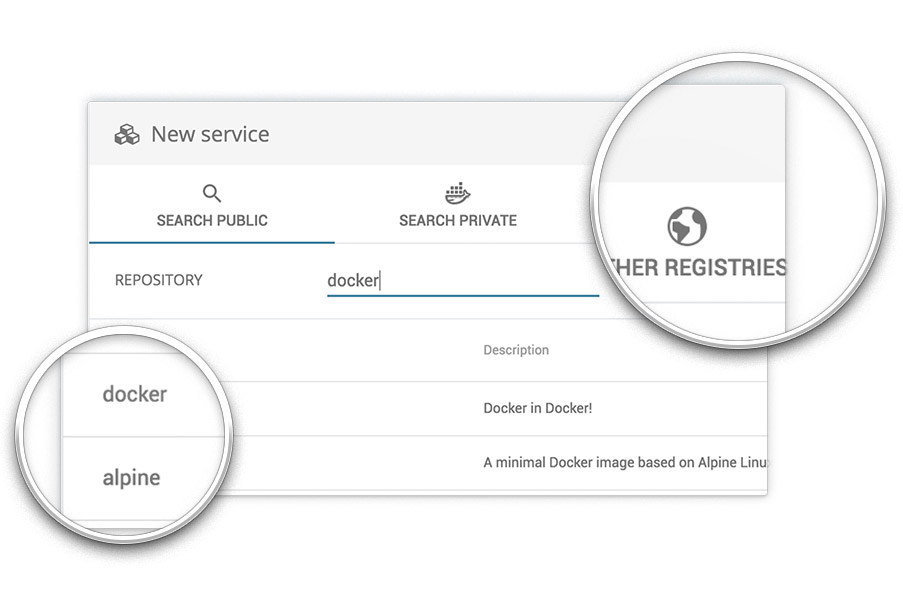 New service
SEARCH PUBLIC
SEARCH PRIVATE
THER REGISTRIES
REPOSITORY
docker
Description
docker
Docker in Docker!
alpine
A minimal Docker image based on Alpine Linu